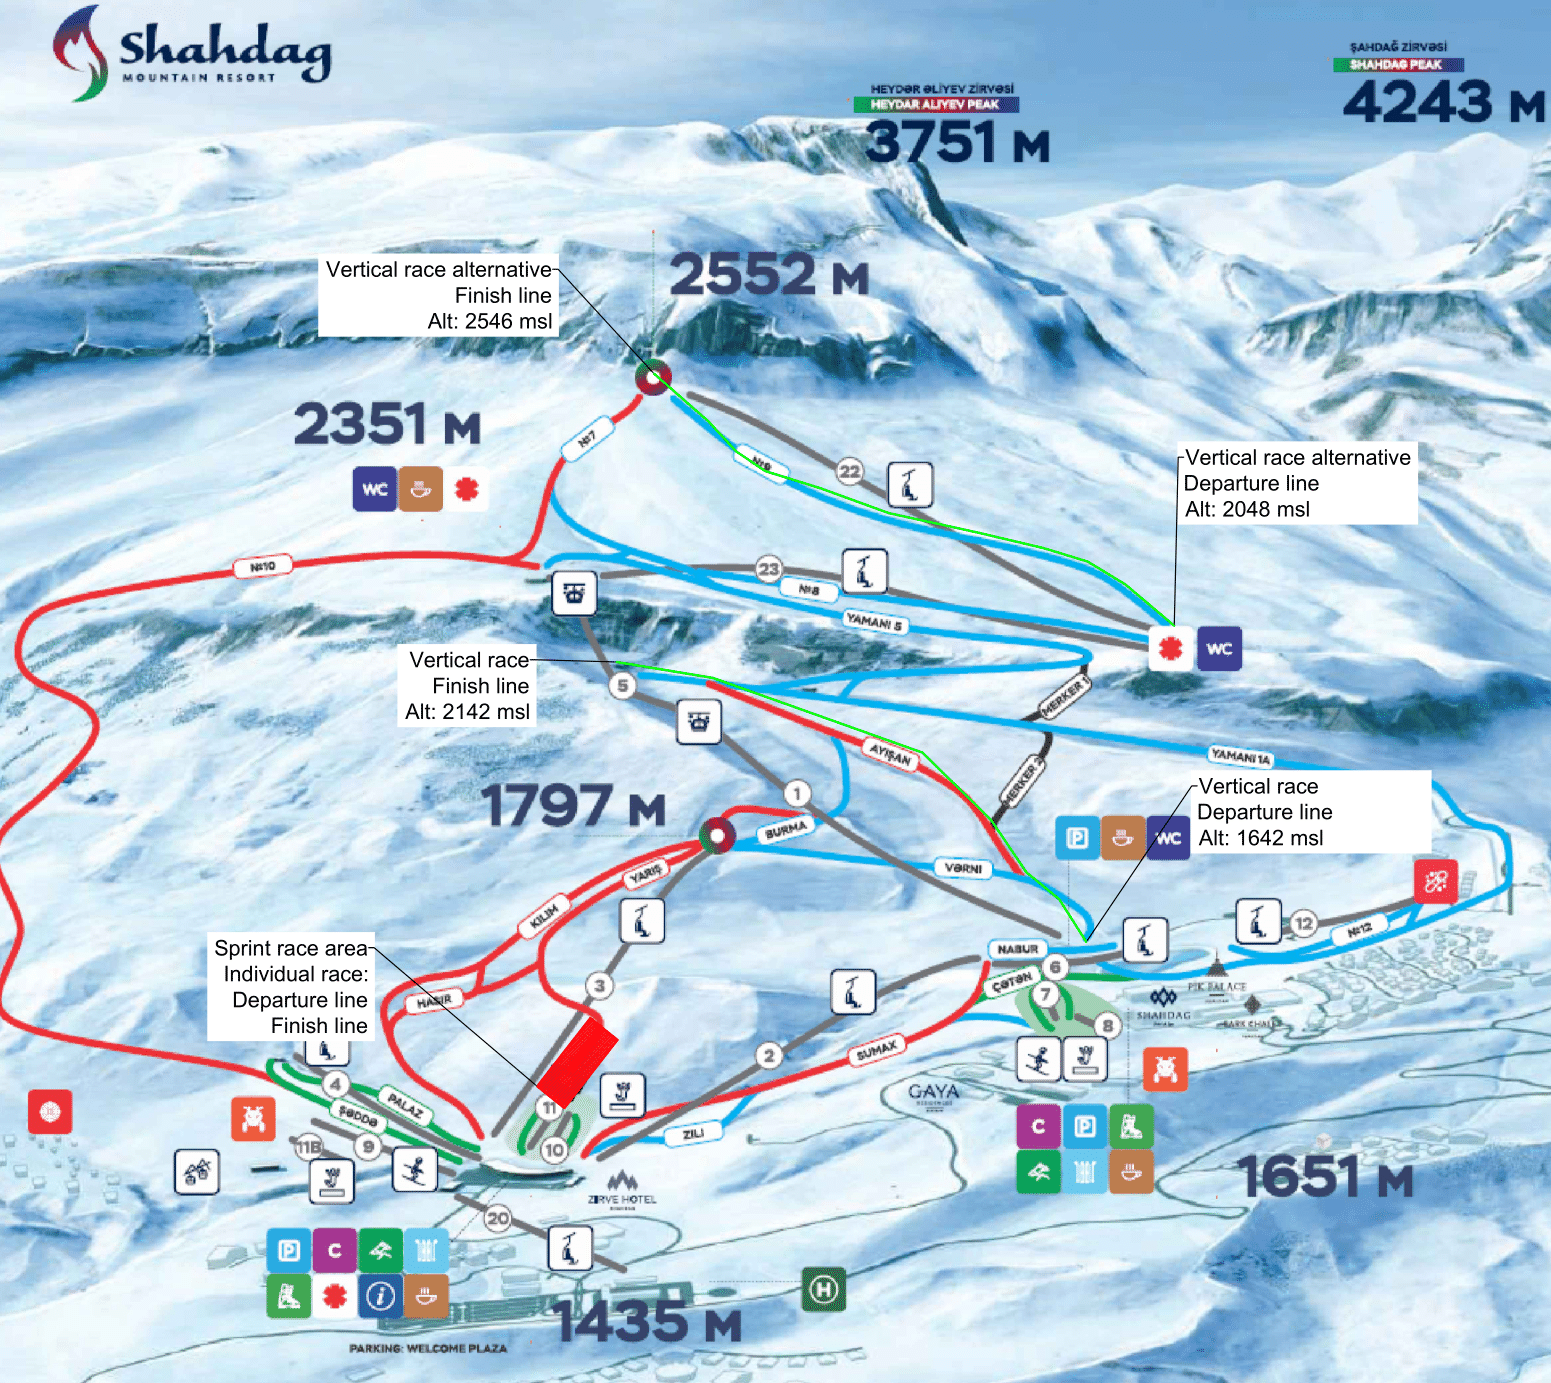 Shahdag
MOUNTAIN RESORT
ŞAHDAĞ ZİRVƏSİ
SHAHDAG PEAK
4243 M
HEYDƏR ƏLİYEV ZİRVƏSİ
HEYDAR ALIYEV PEAK
3751 M
2552 M
Vertical race alternative
Finish line
Alt: 2546 msl
2351 M
WC
№7
№9
22
Vertical race alternative
Departure line
Alt: 2048 msl
№10
23
№8
YAMANI 5
WC
Vertical race
Finish line
Alt: 2142 msl
5
MERKER 1
AYIŞAN
MERKER 2
YAMANI 1A
1797 M
1
BURMA
Vertical race
Departure line
Alt: 1642 msl
P
WC
YARIŞ
VƏRNI
KILIM
12
№12
Sprint race area
Individual race:
Departure line
Finish line
NABUR
6
ÇƏTƏN
3
HASIR
7
8
PIK PALACE
SHAHDAG
PARK CHALET
2
SUMAX
4
PALAZ
ŞƏDDƏ
11
GAYA
11B
9
10
ZILI
C
P
1651 M
ZIRVE HOTEL
20
P
C
i
H
1435 M
PARKING: WELCOME PLAZA